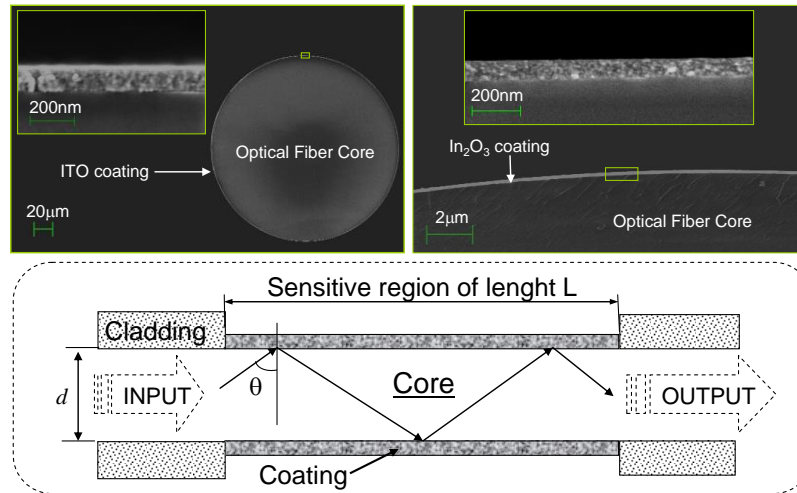 200nm
Optical Fiber Core
ITO coating
20μm
200nm
In₂O₃ coating
2μm
Optical Fiber Core
Sensitive region of lenght L
Cladding
d
INPUT
θ
Core
OUTPUT
Coating